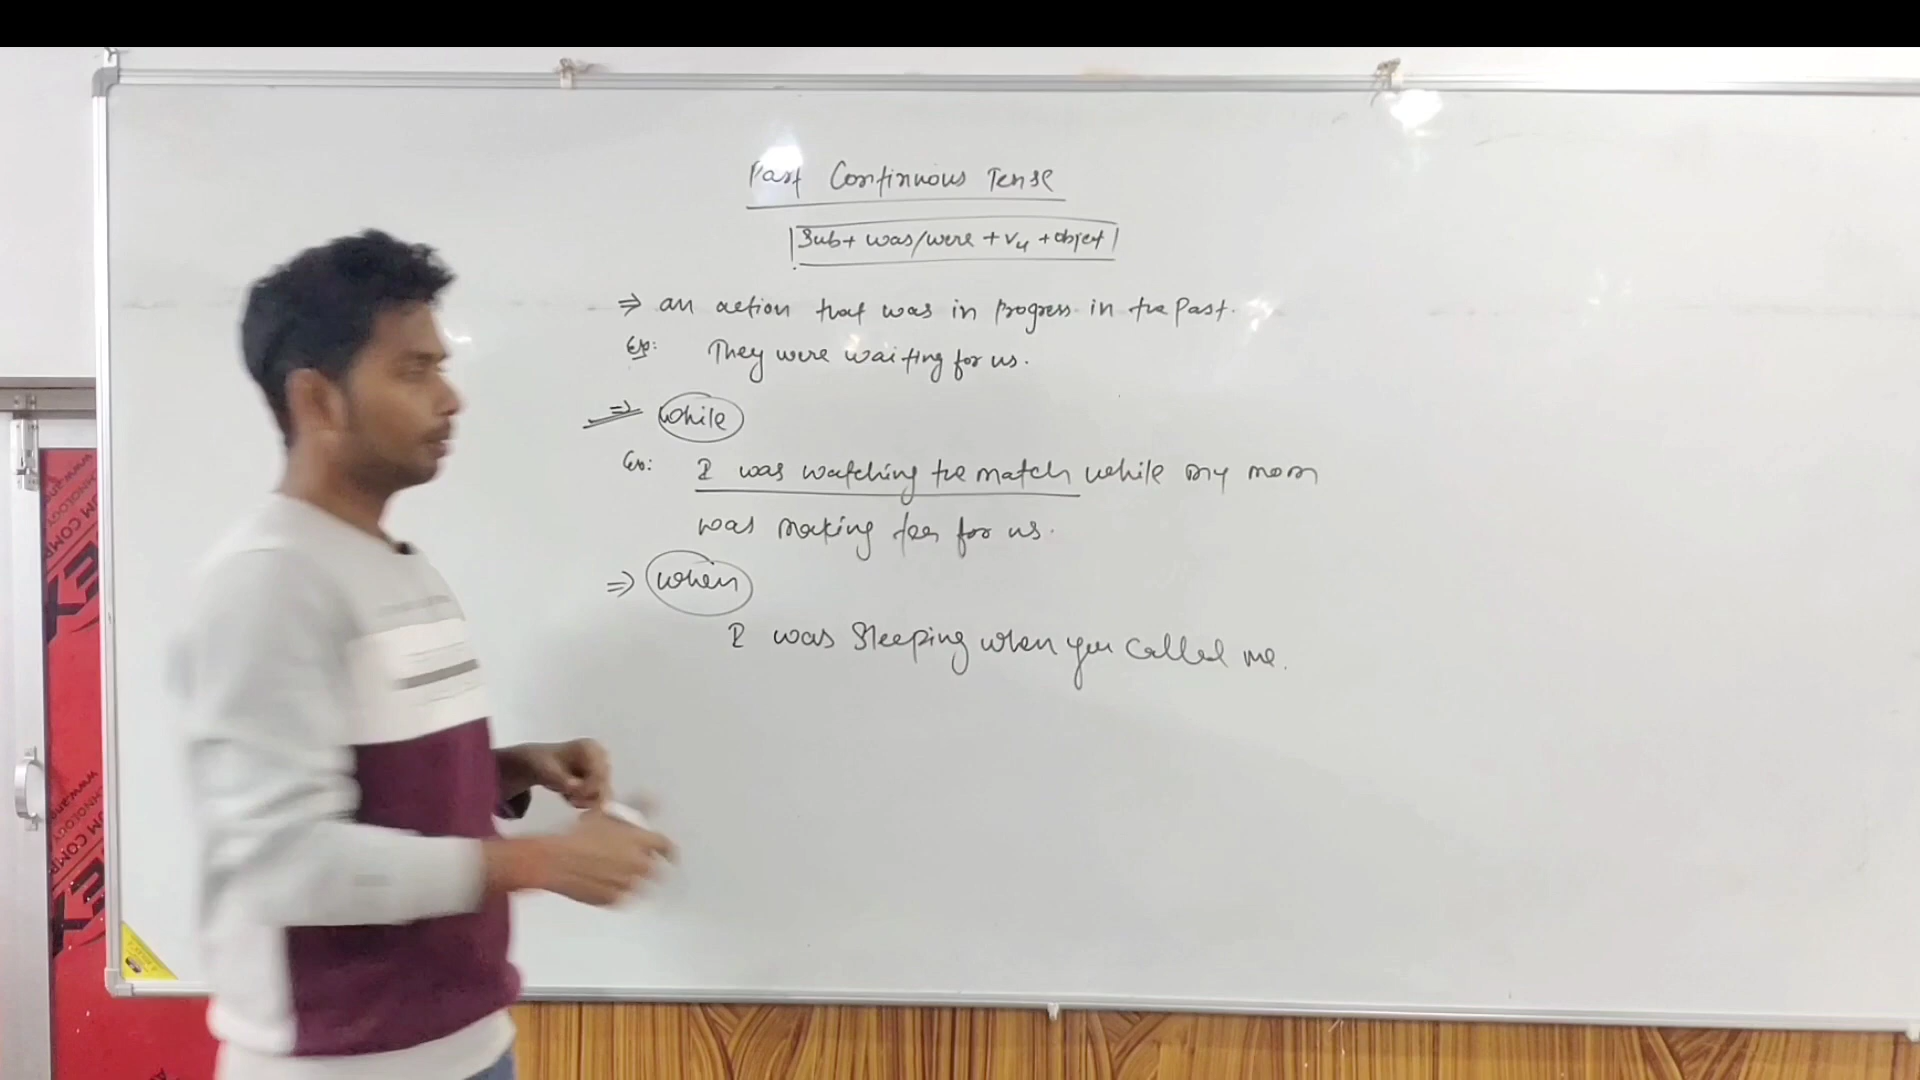 Past Continuous Tense
Sub + was/were + V4 + object
⇒ an action that was in progress in the Past.
Ex: They were waiting for us.
⇒ while
Ex: I was watching the match while my mom
was making tea for us.
⇒ when
I was Sleeping when you called me.